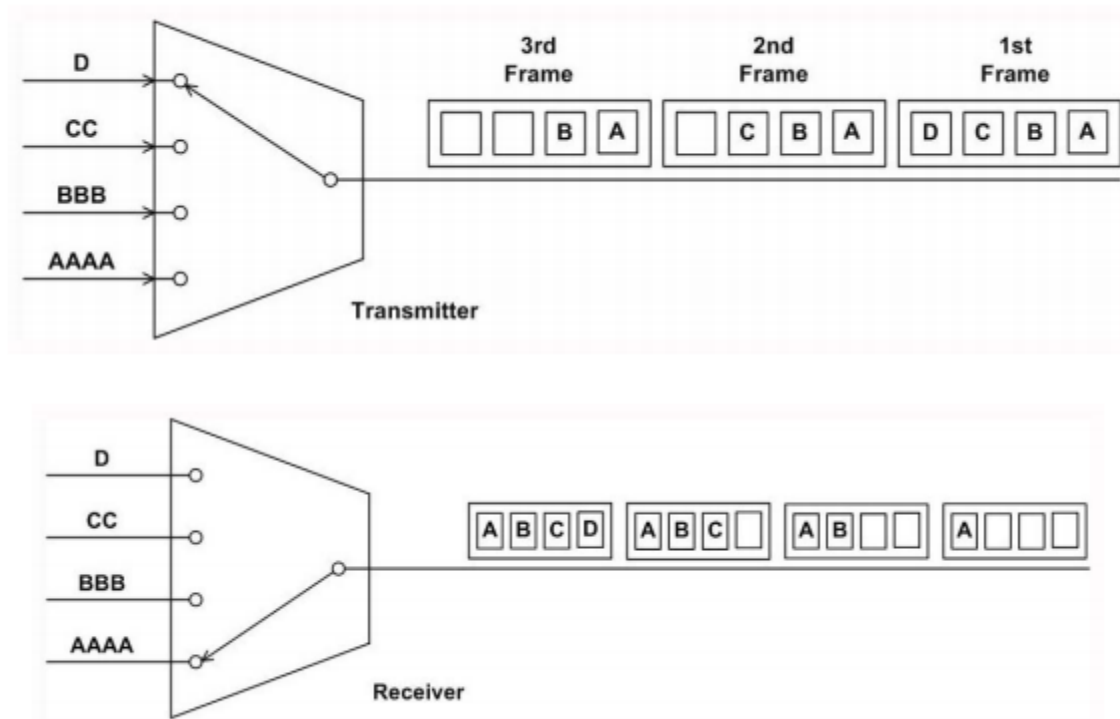 D
CC
BBB
AAAA
3rd Frame
2nd Frame
1st Frame
B A
C B A
D C B A
Transmitter
D
CC
BBB
AAAA
A B C D
A B C
A B
A
Receiver